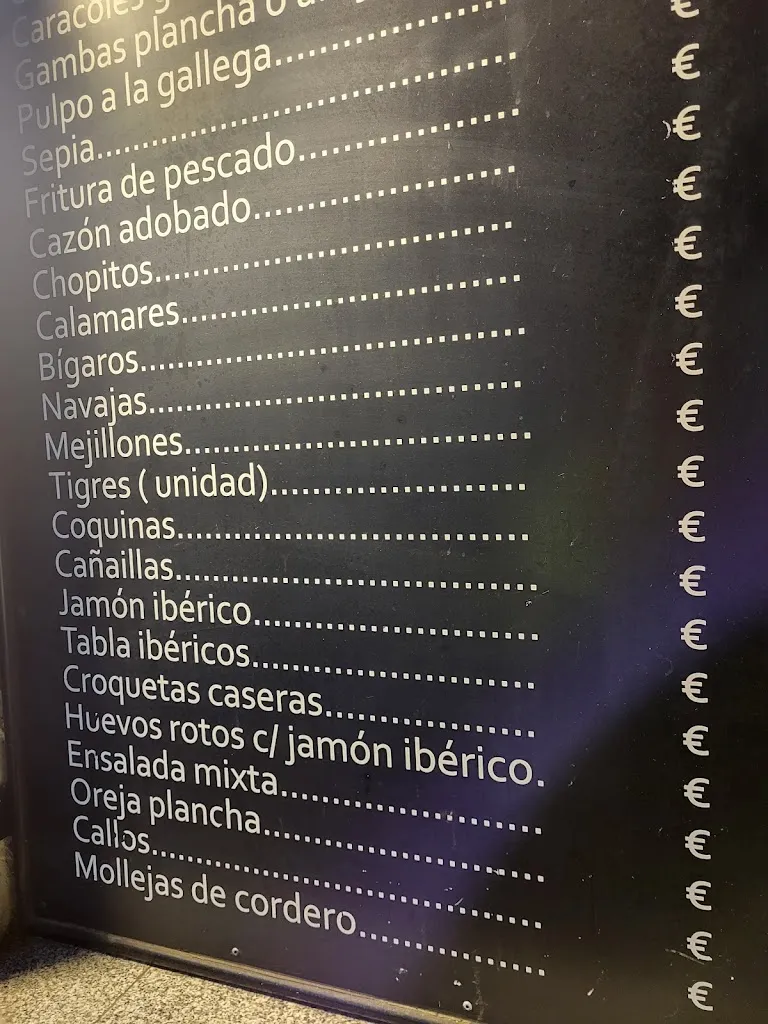 Caracoles
Gambas plancha o €
Pulpo a la gallega €
Sepia........................................ €
Fritura de pescado.................... €
Cazón adobado......................... €
Chopitos................................... €
Calamares................................. €
Bígaros..................................... €
Navajas.................................... €
Mejillones................................. €
Tigres ( unidad)........................ €
Coquinas.................................. €
Cañaillas................................... €
Jamón ibérico........................... €
Tabla ibéricos........................... €
Croquetas caseras.................... €
Huevos rotos c/ jamón ibérico. €
Ensalada mixta......................... €
Oreja plancha........................... €
Callos....................................... €
Mollejas de cordero.................. €